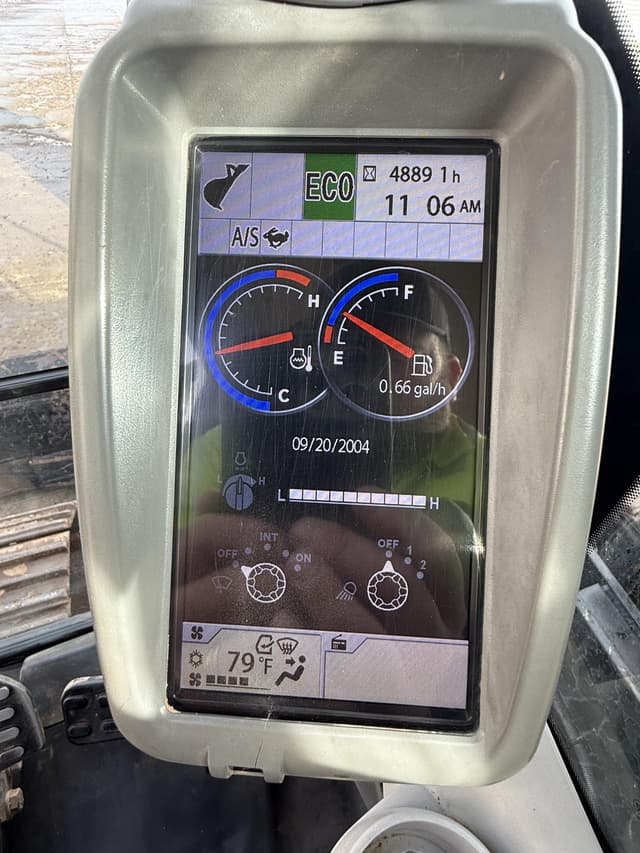 ECO
4889 1h
11 06 AM
A/S
H
C
F
E
0.66 gal/h
09/20/2004
L H
L H
OFF INT ON
OFF 1 2
79°F